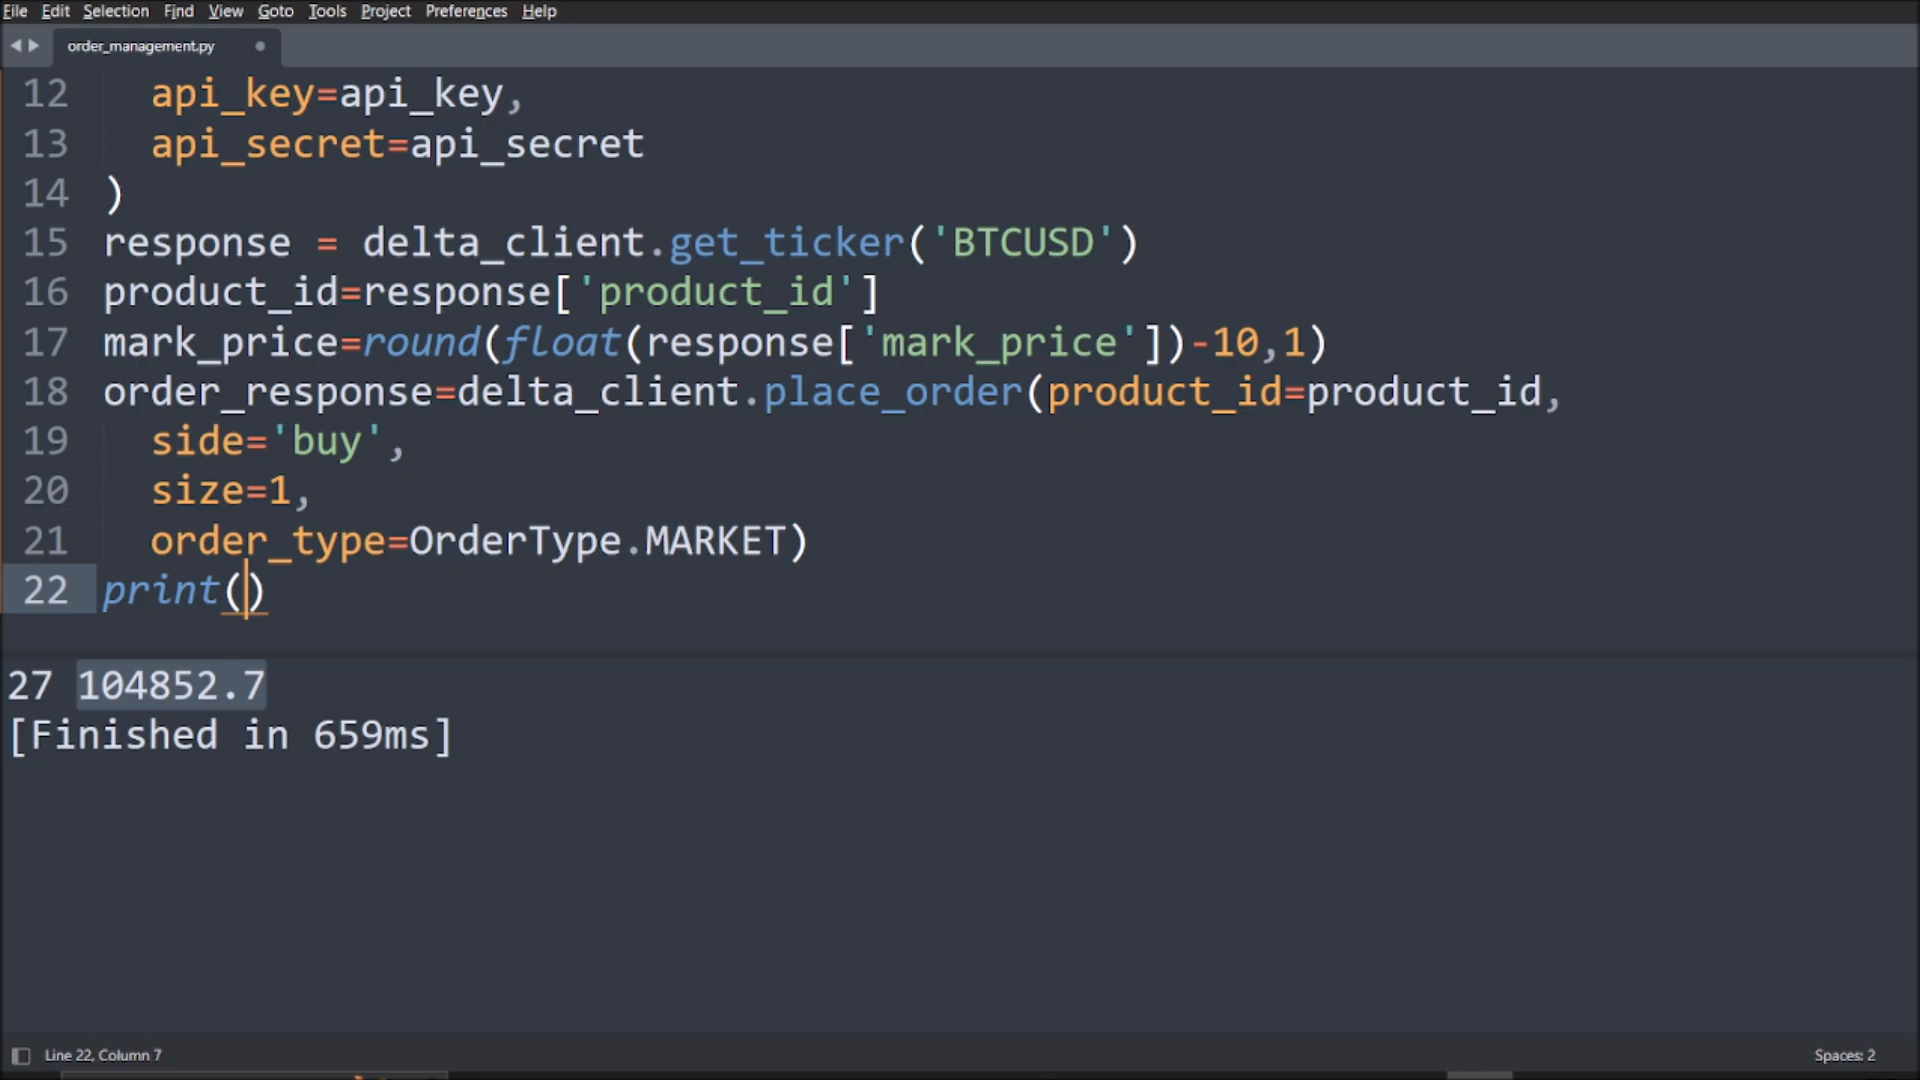 File Edit Selection Find View Goto Tools Project Preferences Help
order_management.py
12 api_key=api_key,
13 api_secret=api_secret
14 )
15 response = delta_client.get_ticker('BTCUSD')
16 product_id=response['product_id']
17 mark_price=round(float(response['mark_price'])-10,1)
18 order_response=delta_client.place_order(product_id=product_id,
19 side='buy',
20 size=1,
21 order_type=OrderType.MARKET)
22 print()
27 104852.7
[Finished in 659ms]
Line 22, Column 7 Spaces: 2